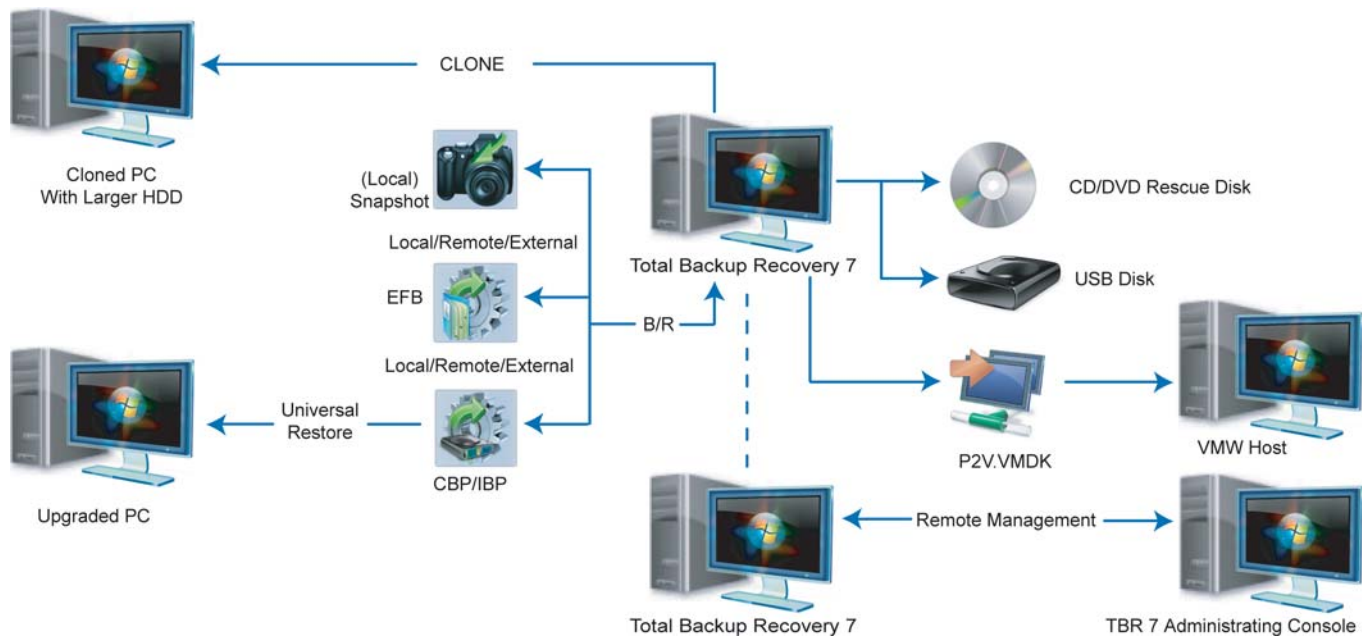 CLONE
Cloned PC
With Larger HDD
(Local)
Snapshot
CD/DVD Rescue Disk
Local/Remote/External
Total Backup Recovery 7
EFB
USB Disk
B/R
Local/Remote/External
Universal
Restore
CBP/IBP
P2V.VMDK
VMW Host
Upgraded PC
Remote Management
Total Backup Recovery 7
TBR 7 Administrating Console